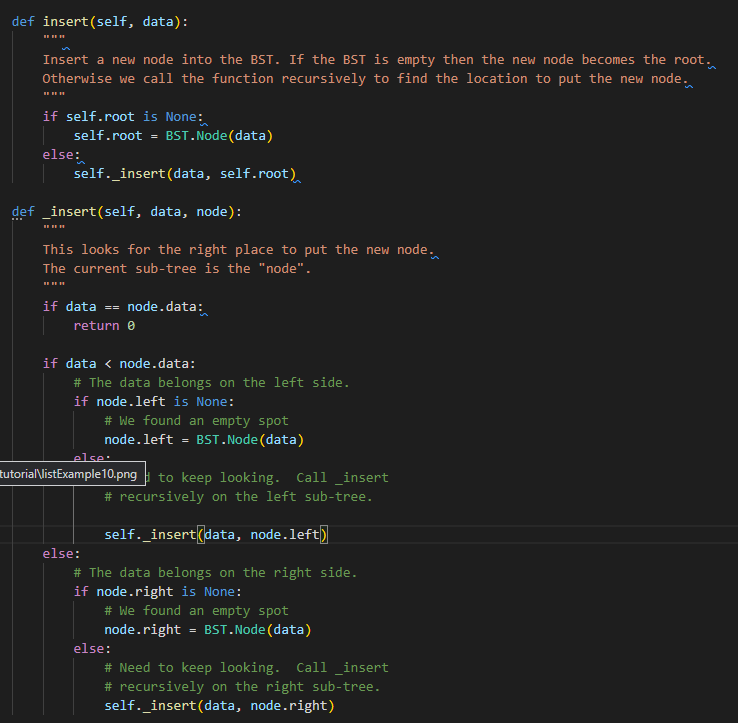 def insert(self, data):
    """
    Insert a new node into the BST. If the BST is empty then the new node becomes the root.
    Otherwise we call the function recursively to find the location to put the new node.
    """
    if self.root is None:
        self.root = BST.Node(data)
    else:
        self._insert(data, self.root)

def _insert(self, data, node):
    """
    This looks for the right place to put the new node.
    The current sub-tree is the "node".
    """
    if data == node.data:
        return 0

    if data < node.data:
        # The data belongs on the left side.
        if node.left is None:
            # We found an empty spot
            node.left = BST.Node(data)
        else:
tutorial\listExample10.png
            to keep looking.  Call _insert
            # recursively on the left sub-tree.

            self._insert(data, node.left)
    else:
        # The data belongs on the right side.
        if node.right is None:
            # We found an empty spot
            node.right = BST.Node(data)
        else:
            # Need to keep looking.  Call _insert
            # recursively on the right sub-tree.
            self._insert(data, node.right)